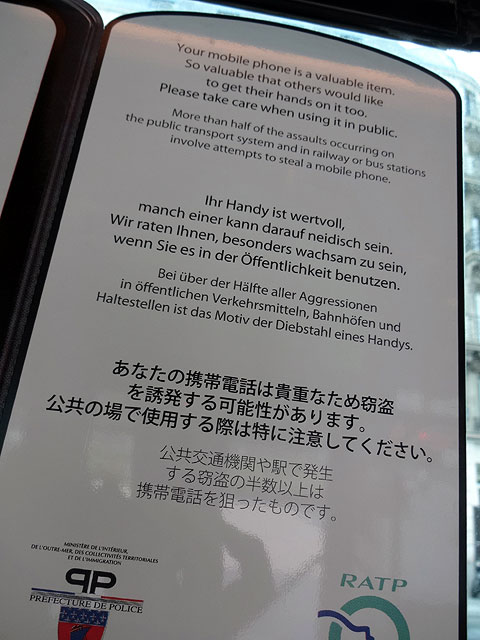 Your mobile phone is a valuable item.
So valuable that others would like
to get their hands on it too.
Please take care when using it in public.
More than half of the assaults occurring on
the public transport system and in railway or bus stations
involve attempts to steal a mobile phone.
Ihr Handy ist wertvoll,
manch einer kann darauf neidisch sein.
Wir raten Ihnen, besonders wachsam zu sein,
wenn Sie es in der Öffentlichkeit benutzen.
Bei über der Hälfte aller Aggressionen
in öffentlichen Verkehrsmitteln, Bahnhöfen und
Haltestellen ist das Motiv der Diebstahl eines Handys.
あなたの携帯電話は貴重なため窃盗
を誘発する可能性があります。
公共の場で使用する際は特に注意してください。
公共交通機関や駅で発生
する窃盗の半数以上は
携帯電話を狙ったものです。
MINISTÈRE DE L'INTÉRIEUR,
DE L'OUTRE-MER, DES COLLECTIVITÉS TERRITORIALES
ET DE L'IMMIGRATION
PP
PREFECTURE DE POLICE
RATP